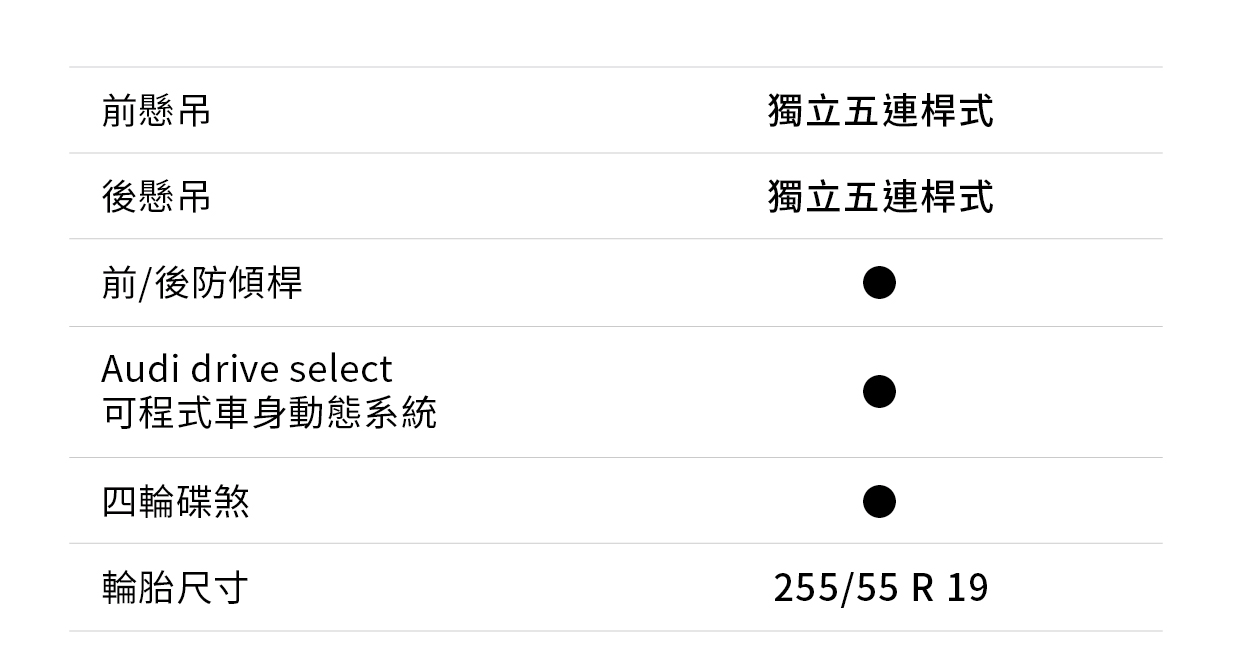 前懸吊 獨立五連桿式
後懸吊 獨立五連桿式
前/後防傾桿 ●
Audi drive select
可程式車身動態系統 ●
四輪碟煞 ●
輪胎尺寸 255/55 R 19